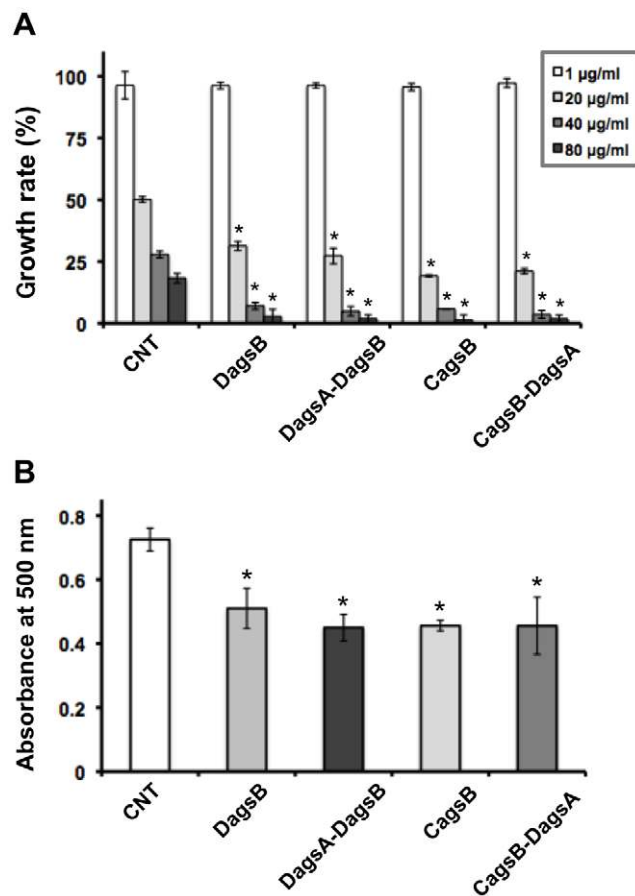 A
Growth rate (%)
100
75
50
25
0
1 µg/ml
20 µg/ml
40 µg/ml
80 µg/ml
* * *
* * *
* * *
* * *
CNT
DagsB
DagsA-DagsB
CagsB
CagsB-DagsA
B
Absorbance at 500 nm
0.8
0.6
0.4
0.2
0
*
*
*
*
CNT
DagsB
DagsA-DagsB
CagsB
CagsB-DagsA